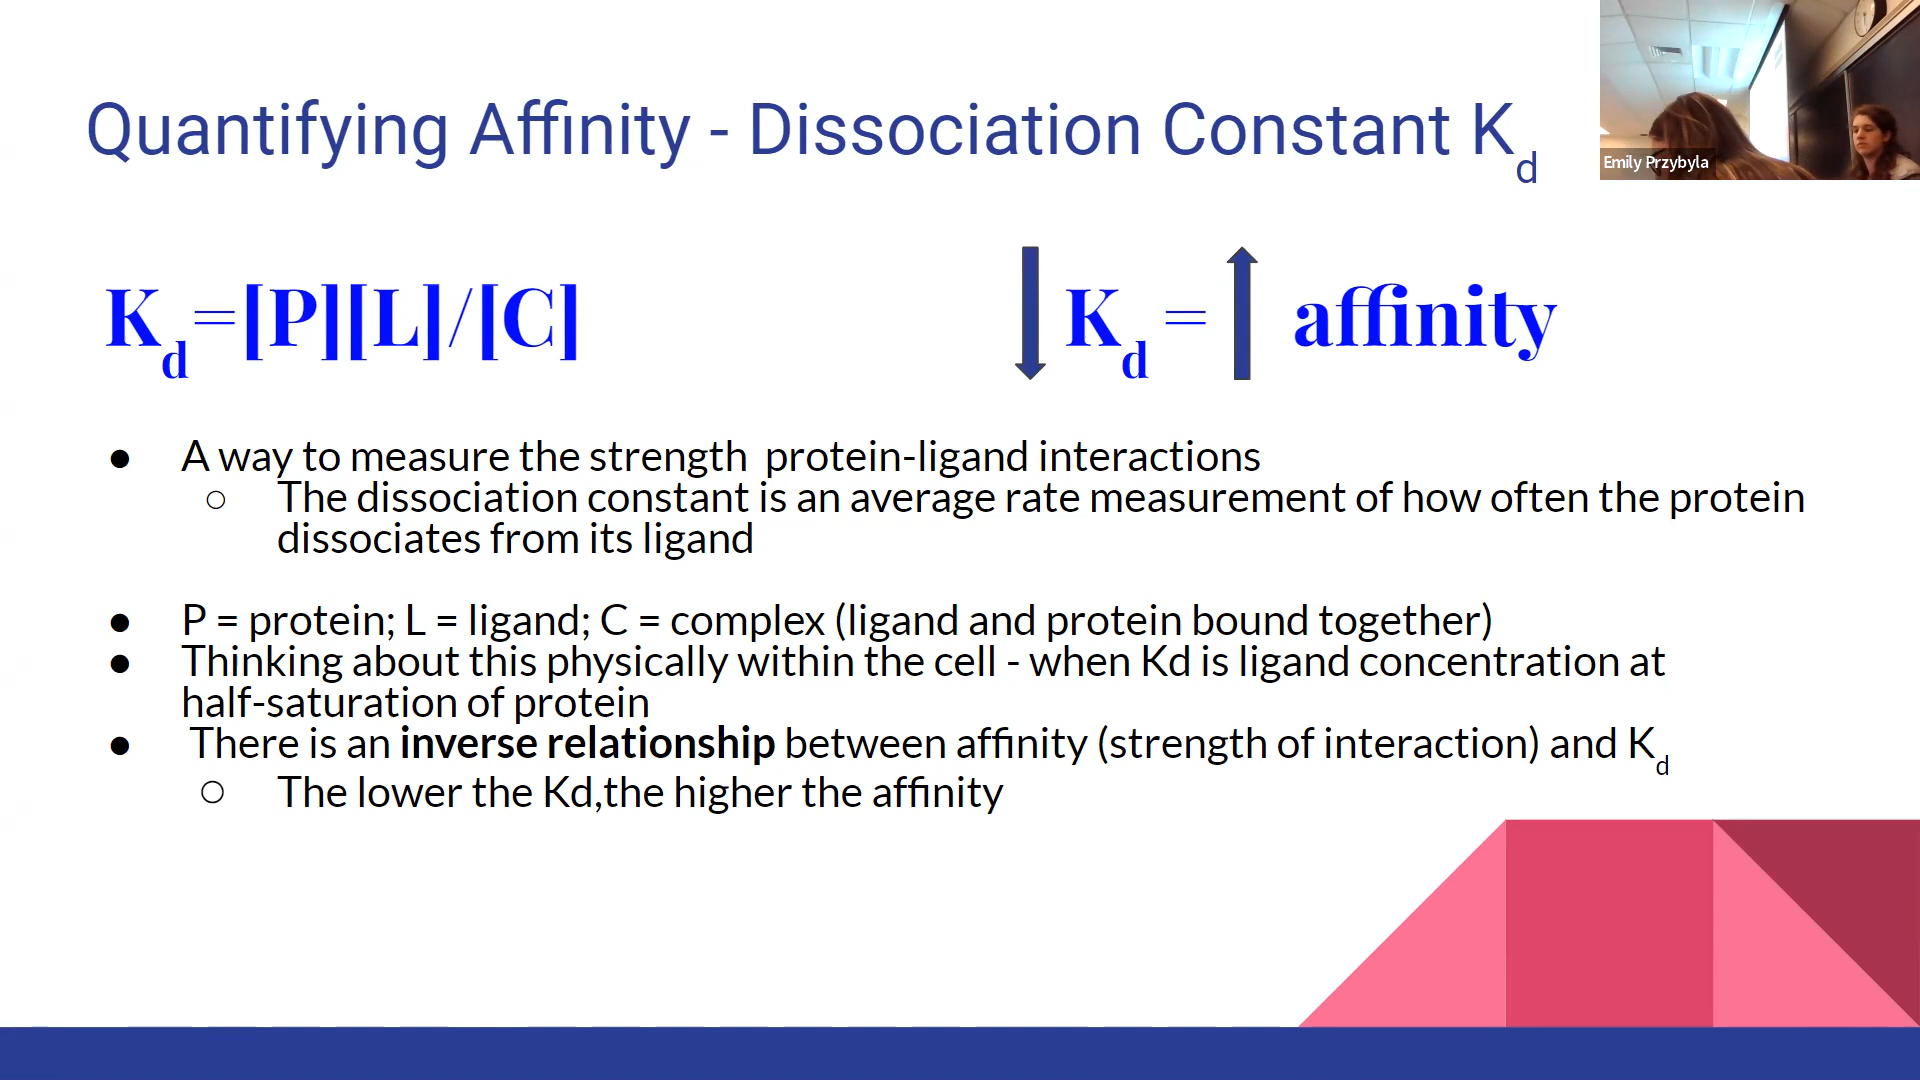 Quantifying Affinity - Dissociation Constant Kd
Emily Przybyla
Kd=[P][L]/[C]
Kd = affinity
● A way to measure the strength  protein-ligand interactions
○ The dissociation constant is an average rate measurement of how often the protein
dissociates from its ligand
● P = protein; L = ligand; C = complex (ligand and protein bound together)
● Thinking about this physically within the cell - when Kd is ligand concentration at
half-saturation of protein
● There is an inverse relationship between affinity (strength of interaction) and Kd
○ The lower the Kd,the higher the affinity